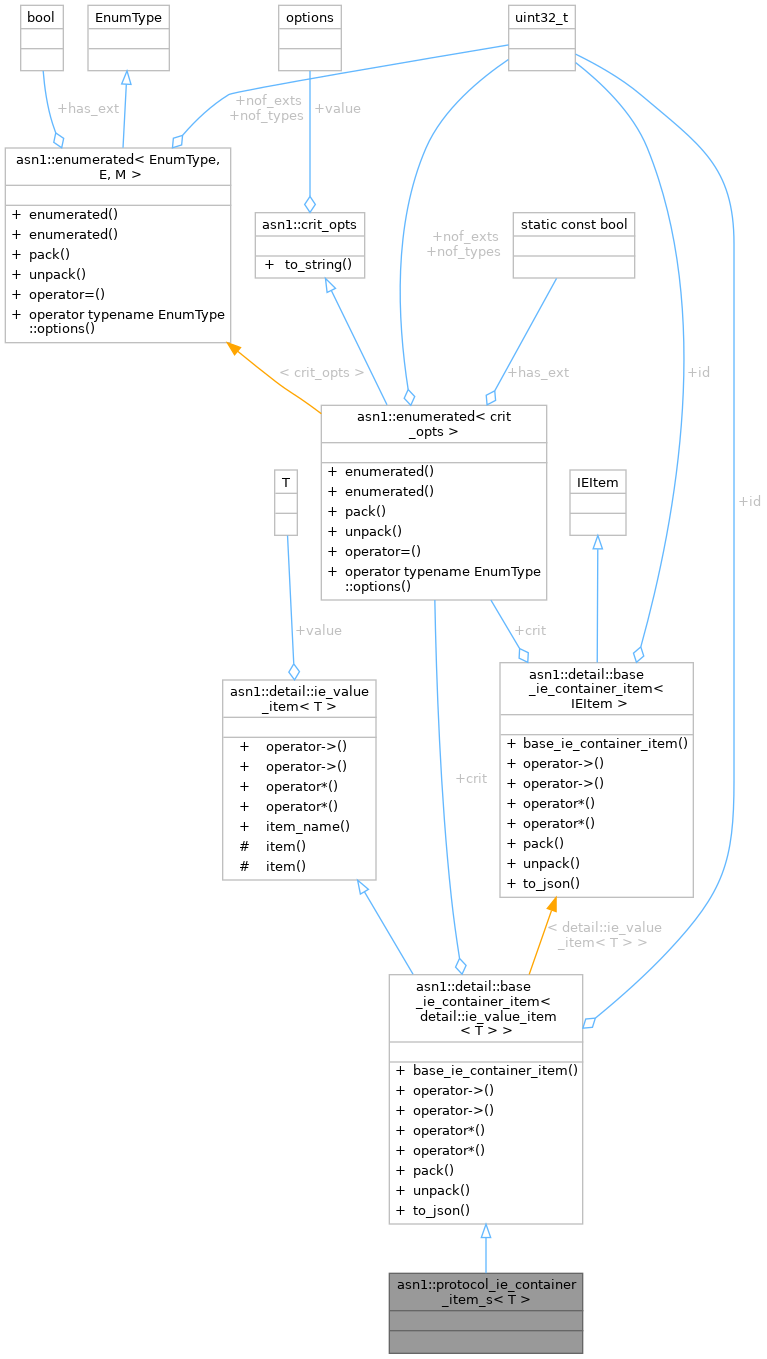 bool
EnumType
options
uint32_t
+has_ext
+nof_exts
+nof_types
+value
asn1::enumerated< EnumType,
E, M >
+ enumerated()
+ enumerated()
+ pack()
+ unpack()
+ operator=()
+ operator typename EnumType
::options()
asn1::crit_opts
+ to_string()
static const bool
+nof_exts
+nof_types
< crit_opts >
+has_ext
+id
asn1::enumerated< crit
_opts >
+ enumerated()
+ enumerated()
+ pack()
+ unpack()
+ operator=()
+ operator typename EnumType
::options()
T
IEItem
+id
+value
+crit
asn1::detail::ie_value
_item< T >
+ operator->()
+ operator->()
+ operator*()
+ operator*()
+ item_name()
# item()
# item()
asn1::detail::base
_ie_container_item<
IEItem >
+ base_ie_container_item()
+ operator->()
+ operator->()
+ operator*()
+ operator*()
+ pack()
+ unpack()
+ to_json()
+crit
< detail::ie_value
_item< T > >
asn1::detail::base
_ie_container_item<
detail::ie_value_item
< T > >
+ base_ie_container_item()
+ operator->()
+ operator->()
+ operator*()
+ operator*()
+ pack()
+ unpack()
+ to_json()
asn1::protocol_ie_container
_item_s< T >